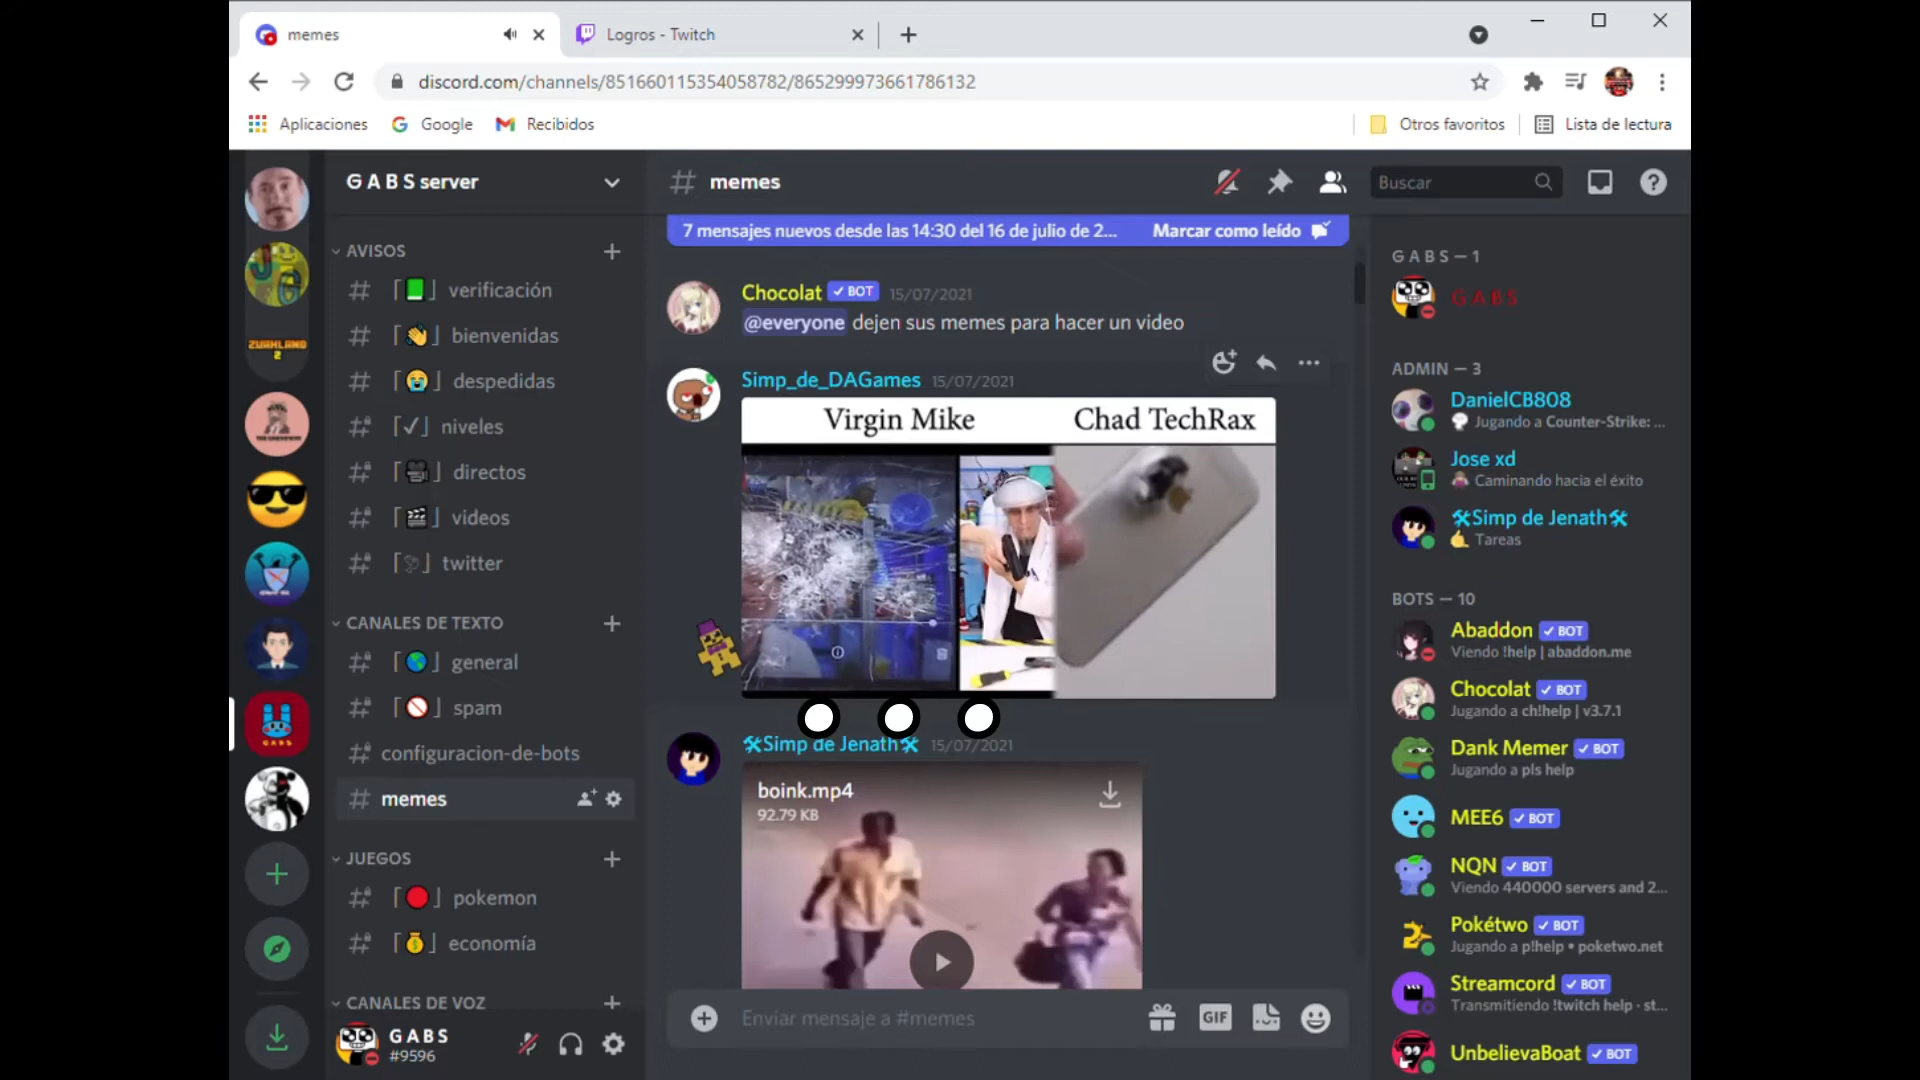 memes
Logros - Twitch
discord.com/channels/851660115354058782/865299973661786132
Aplicaciones
Google
Recibidos
Otros favoritos
Lista de lectura
G A B S server
memes
Buscar
AVISOS
「📗」 verificación
「👋」 bienvenidas
「😭」 despedidas
「✓」 niveles
「🎥」 directos
「🎬」 videos
「🕊」 twitter
CANALES DE TEXTO
「🌎」 general
「🚫」 spam
configuracion-de-bots
memes
JUEGOS
「🔴」 pokemon
「💰」 economía
CANALES DE VOZ
G A B S
#9596
ZUAHLAND
2
GABS
7 mensajes nuevos desde las 14:30 del 16 de julio de 2...
Marcar como leído
Chocolat ✓ BOT 15/07/2021
@everyone dejen sus memes para hacer un video
Simp_de_DAGames 15/07/2021
Virgin Mike
Chad TechRax
🛠Simp de Jenath🛠 15/07/2021
boink.mp4
92.79 KB
Enviar mensaje a #memes
GIF
G A B S — 1
G A B S
ADMIN — 3
DanielCB808
Jugando a Counter-Strike: ...
Jose xd
Caminando hacia el éxito
🛠Simp de Jenath🛠
Tareas
BOTS — 10
Abaddon ✓ BOT
Viendo !help | abaddon.me
Chocolat ✓ BOT
Jugando a ch!help | v3.7.1
Dank Memer ✓ BOT
Jugando a pls help
MEE6 ✓ BOT
NQN ✓ BOT
Viendo 440000 servers and 2...
Pokétwo ✓ BOT
Jugando a p!help • poketwo.net
Streamcord ✓ BOT
Transmitiendo !twitch help · st...
UnbelievaBoat ✓ BOT